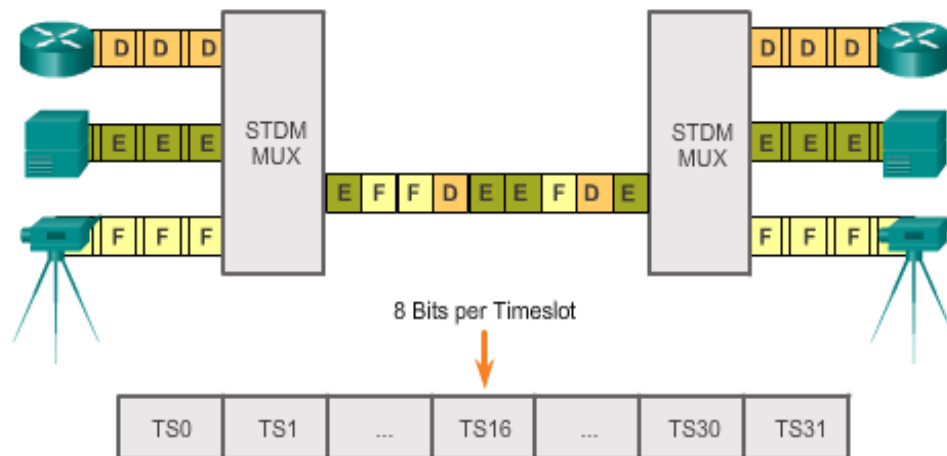 D D D
E E E
F F F
STDM
MUX
E F F D E E F D E
STDM
MUX
D D D
E E E
F F F
8 Bits per Timeslot
TS0 TS1 ... TS16 ... TS30 TS31